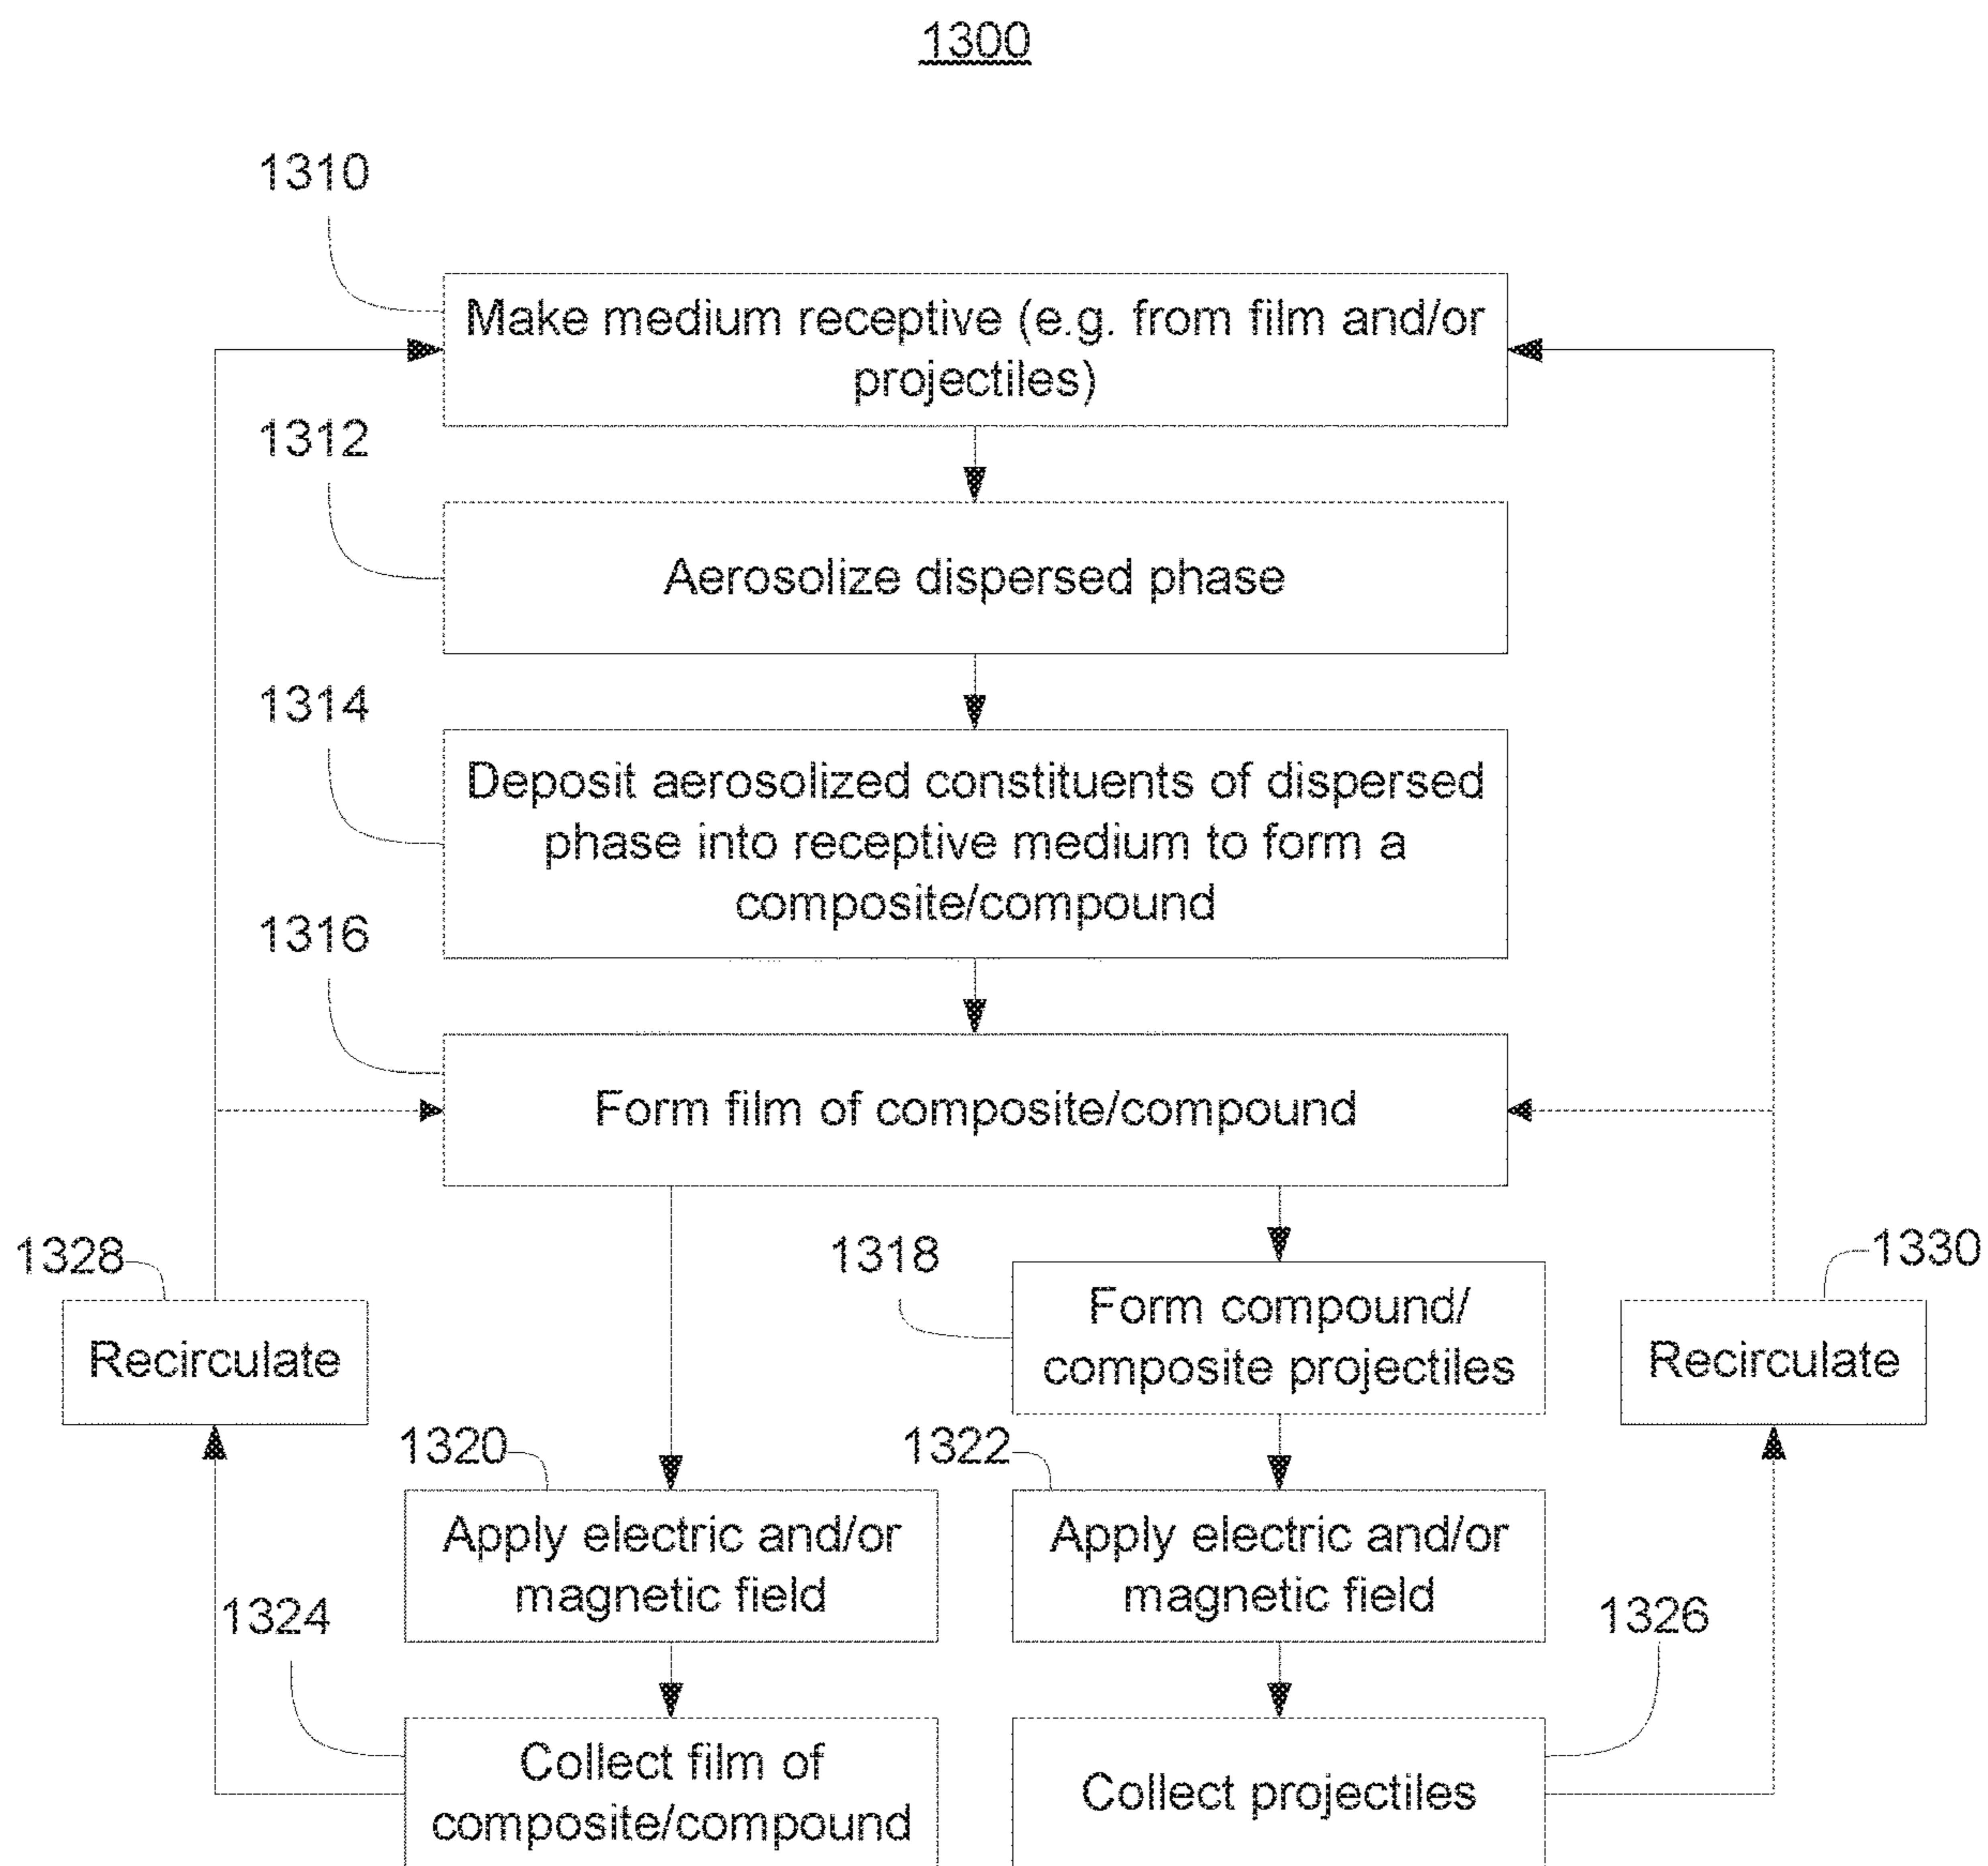 1300
1310
Make medium receptive (e.g. from film and/or
projectiles)
1312
Aerosolize dispersed phase
1314
Deposit aerosolized constituents of dispersed
phase into receptive medium to form a
composite/compound
1316
Form film of composite/compound
1328
Recirculate
1318
Form compound/
composite projectiles
1330
Recirculate
1320
Apply electric and/or
magnetic field
1322
Apply electric and/or
magnetic field
1324
Collect film of
composite/compound
1326
Collect projectiles